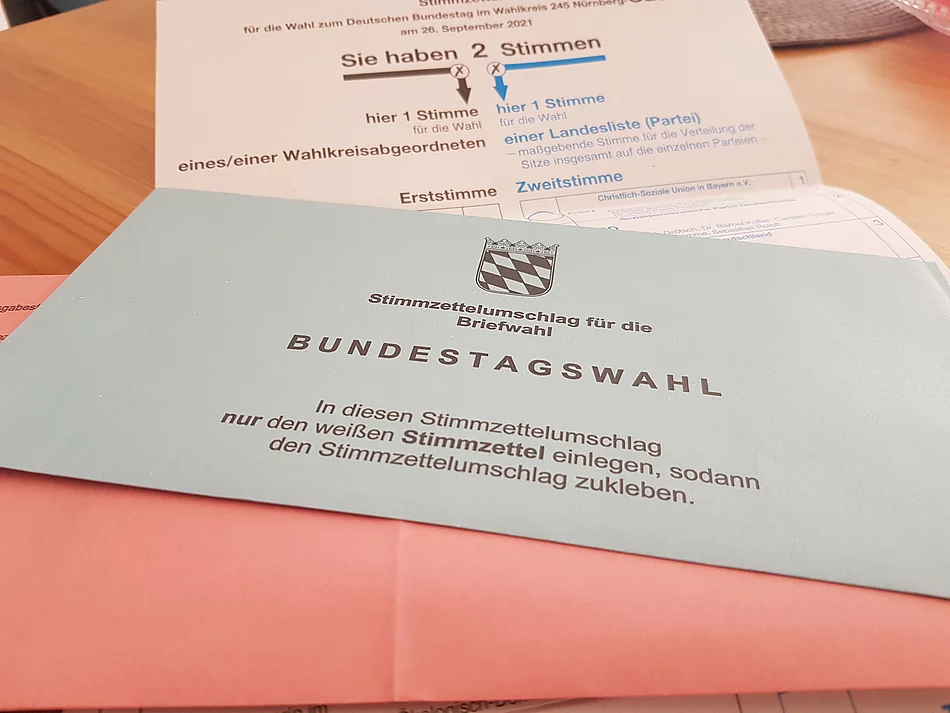 für die Wahl zum Deutschen Bundestag im Wahlkreis 245 Nürnberg-
am 26. September 2021
Sie haben 2 Stimmen
hier 1 Stimme
für die Wahl
eines/einer Wahlkreisabgeordneten
hier 1 Stimme
für die Wahl
einer Landesliste (Partei)
– maßgebende Stimme für die Verteilung der
Sitze insgesamt auf die einzelnen Parteien –
Erststimme
Zweitstimme
Christlich-Soziale Union in Bayern e.V.
1
3
Stimmzettelumschlag für die
Briefwahl
BUNDESTAGSWAHL
In diesen Stimmzettelumschlag
nur den weißen Stimmzettel einlegen, sodann
den Stimmzettelumschlag zukleben.